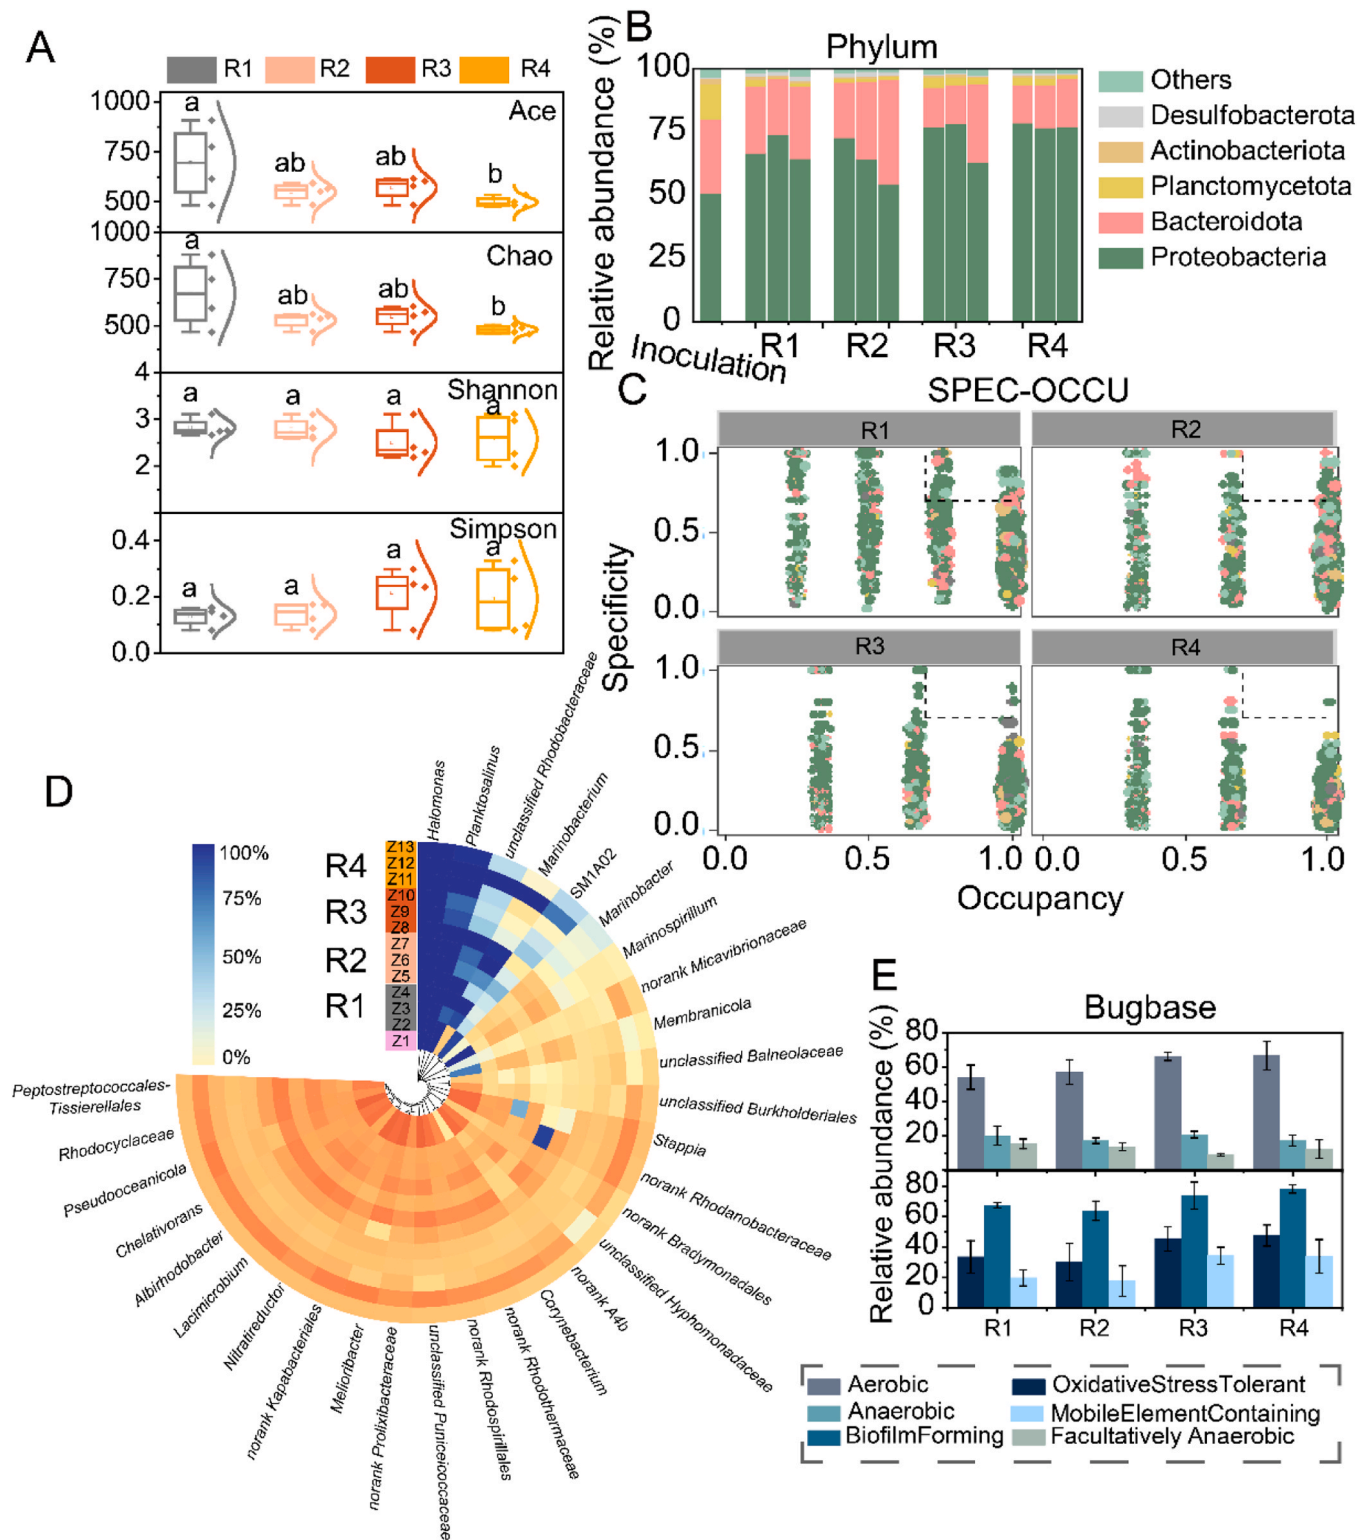 A
R1 R2 R3 R4
Ace
1000
750
500
a ab ab b
Chao
1000
750
500
a ab ab b
Shannon
4
3
2
a a a a
Simpson
0.4
0.2
0.0
a a a a
B
Phylum
Relative abundance (%)
100
75
50
25
0
Inoculation R1 R2 R3 R4
Others
Desulfobacterota
Actinobacteriota
Planctomycetota
Bacteroidota
Proteobacteria
C
SPEC-OCCU
R1 R2
1.0
0.5
0.0
Specificity
R3 R4
1.0
0.5
0.0
0.0 0.5 1.0 0.5 1.0
Occupancy
D
100%
75%
50%
25%
0%
R4
R3
R2
R1
Z13
Z12
Z11
Z10
Z9
Z8
Z7
Z6
Z5
Z4
Z3
Z2
Z1
Halomonas
Planktosalinus
unclassified Rhodobacteraceae
Marinobacterium
SM1A02
Marinobacter
Marinospirillum
norank Micavibrionaceae
Membranicola
unclassified Balneolaceae
unclassified Burkholderiales
Stappia
norank Rhodanobacteraceae
norank Bradymonadales
unclassified Hyphomonadaceae
norank A4b
Corynebacterium
norank Rhodothermaceae
norank Rhodospirillales
unclassified Puniceicoccaceae
norank Prolixibacteraceae
Melioribacter
norank Kapabacteriales
Nitratireductor
Lacimicrobium
Albirhodobacter
Chelativorans
Pseudooceanicola
Rhodocyclaceae
Peptostreptococcales-
Tissierellales
E
Bugbase
Relative abundance (%)
80
60
40
20
0
80
60
40
20
0
R1 R2 R3 R4
Aerobic OxidativeStressTolerant
Anaerobic MobileElementContaining
BiofilmForming Facultatively Anaerobic